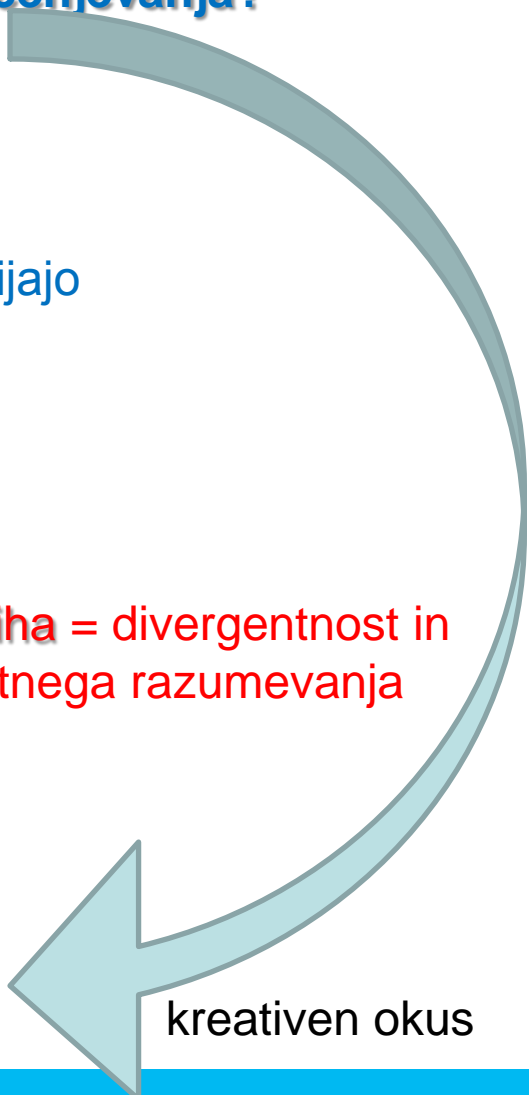 ijajo
iha = divergentnost in
tnega razumevanja
kreativen okus